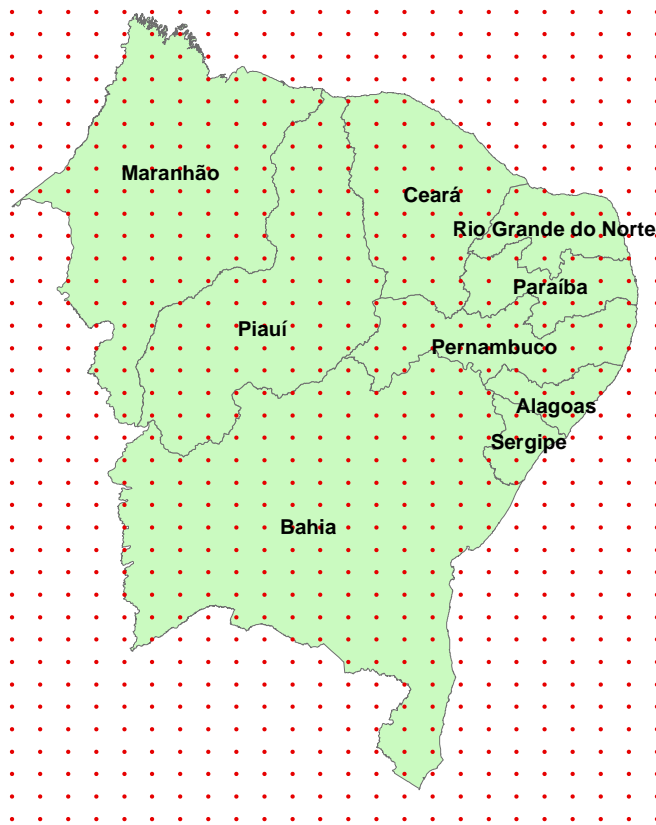 Maranhão
Ceará
Rio Grande do Norte
Paraíba
Piauí
Pernambuco
Alagoas
Sergipe
Bahia